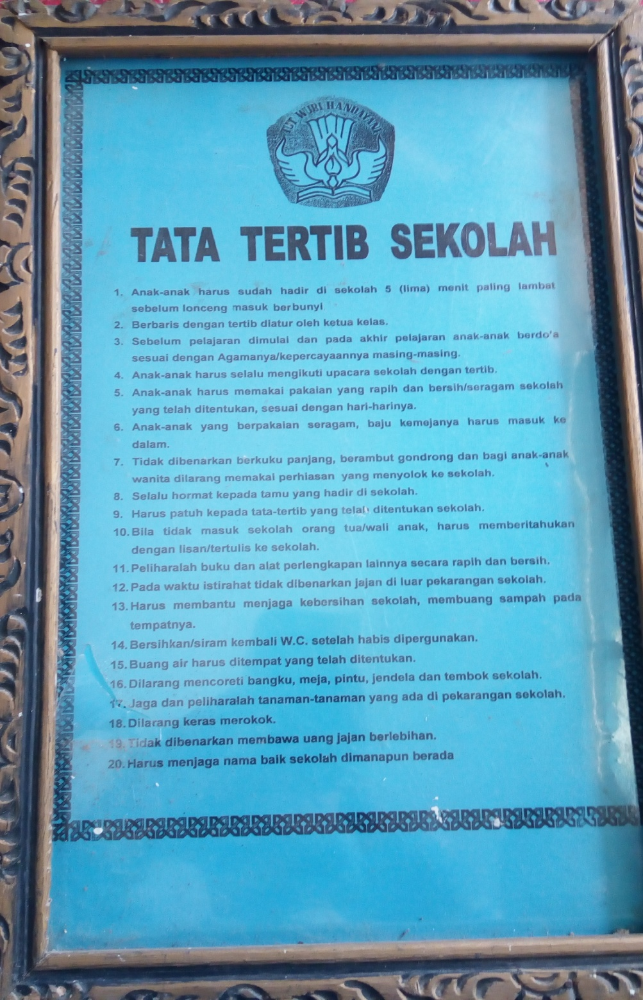 TUT WURI HANDAYANI
TATA TERTIB SEKOLAH
1. Anak-anak harus sudah hadir di sekolah 5 (lima) menit paling lambat
sebelum lonceng masuk berbunyi
2. Berbaris dengan tertib diatur oleh ketua kelas.
3. Sebelum pelajaran dimulai dan pada akhir pelajaran anak-anak berdo'a
sesuai dengan Agamanya/kepercayaannya masing-masing.
4. Anak-anak harus selalu mengikuti upacara sekolah dengan tertib.
5. Anak-anak harus memakai pakaian yang rapih dan bersih/seragam sekolah
yang telah ditentukan, sesuai dengan hari-harinya.
6. Anak-anak yang berpakaian seragam, baju kemejanya harus masuk ke
dalam.
7. Tidak dibenarkan berkuku panjang, berambut gondrong dan bagi anak-anak
wanita dilarang memakai perhiasan yang menyolok ke sekolah.
8. Selalu hormat kepada tamu yang hadir di sekolah.
9. Harus patuh kepada tata-tertib yang telah ditentukan sekolah.
10. Bila tidak masuk sekolah orang tua/wali anak, harus memberitahukan
dengan lisan/tertulis ke sekolah.
11. Peliharalah buku dan alat perlengkapan lainnya secara rapih dan bersih.
12. Pada waktu istirahat tidak dibenarkan jajan di luar pekarangan sekolah.
13. Harus membantu menjaga kebersihan sekolah, membuang sampah pada
tempatnya.
14. Bersihkan/siram kembali W.C. setelah habis dipergunakan.
15. Buang air harus ditempat yang telah ditentukan.
16. Dilarang mencoreti bangku, meja, pintu, jendela dan tembok sekolah.
17. Jaga dan peliharalah tanaman-tanaman yang ada di pekarangan sekolah.
18. Dilarang keras merokok.
19. Tidak dibenarkan membawa uang jajan berlebihan.
20. Harus menjaga nama baik sekolah dimanapun berada